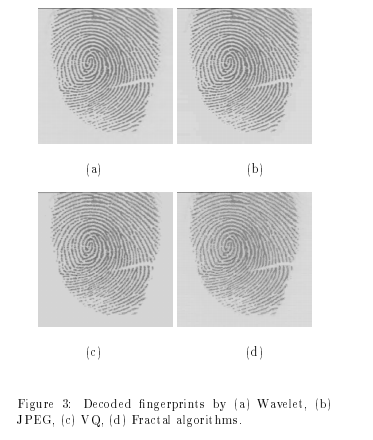 (a)
(b)
(c)
(d)
Figure 3: Decoded fingerprints by (a) Wavelet, (b)
JPEG, (c) VQ, (d) Fractal algorithms.